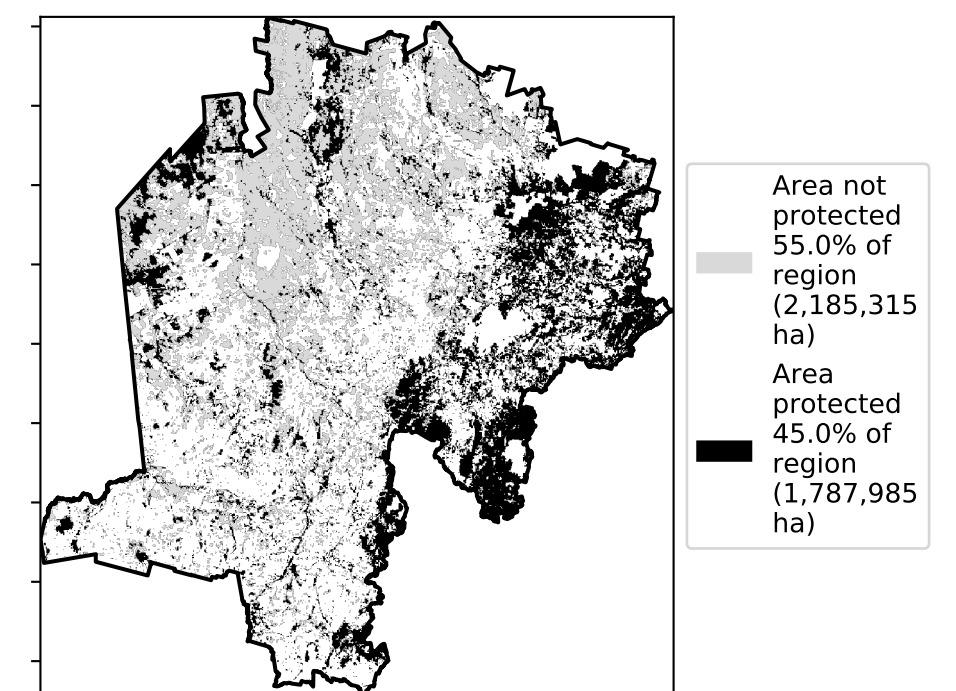 Area not
protected
55.0% of
region
(2,185,315
ha)
Area
protected
45.0% of
region
(1,787,985
ha)